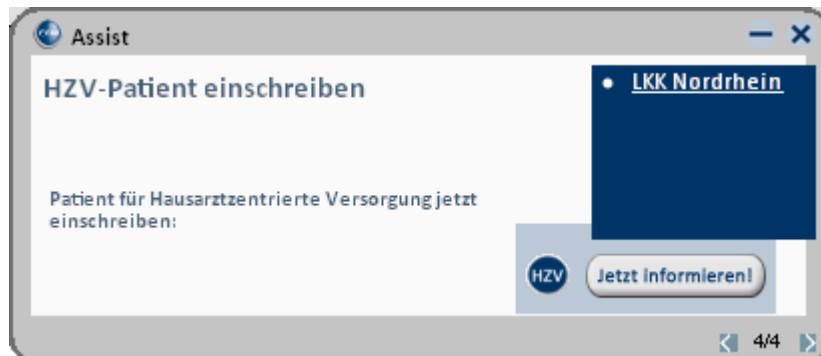 Assist
HZV-Patient einschreiben
• LKK Nordrhein
Patient für Hausarztzentrierte Versorgung jetzt
einschreiben:
HZV
Jetzt informieren!
4/4